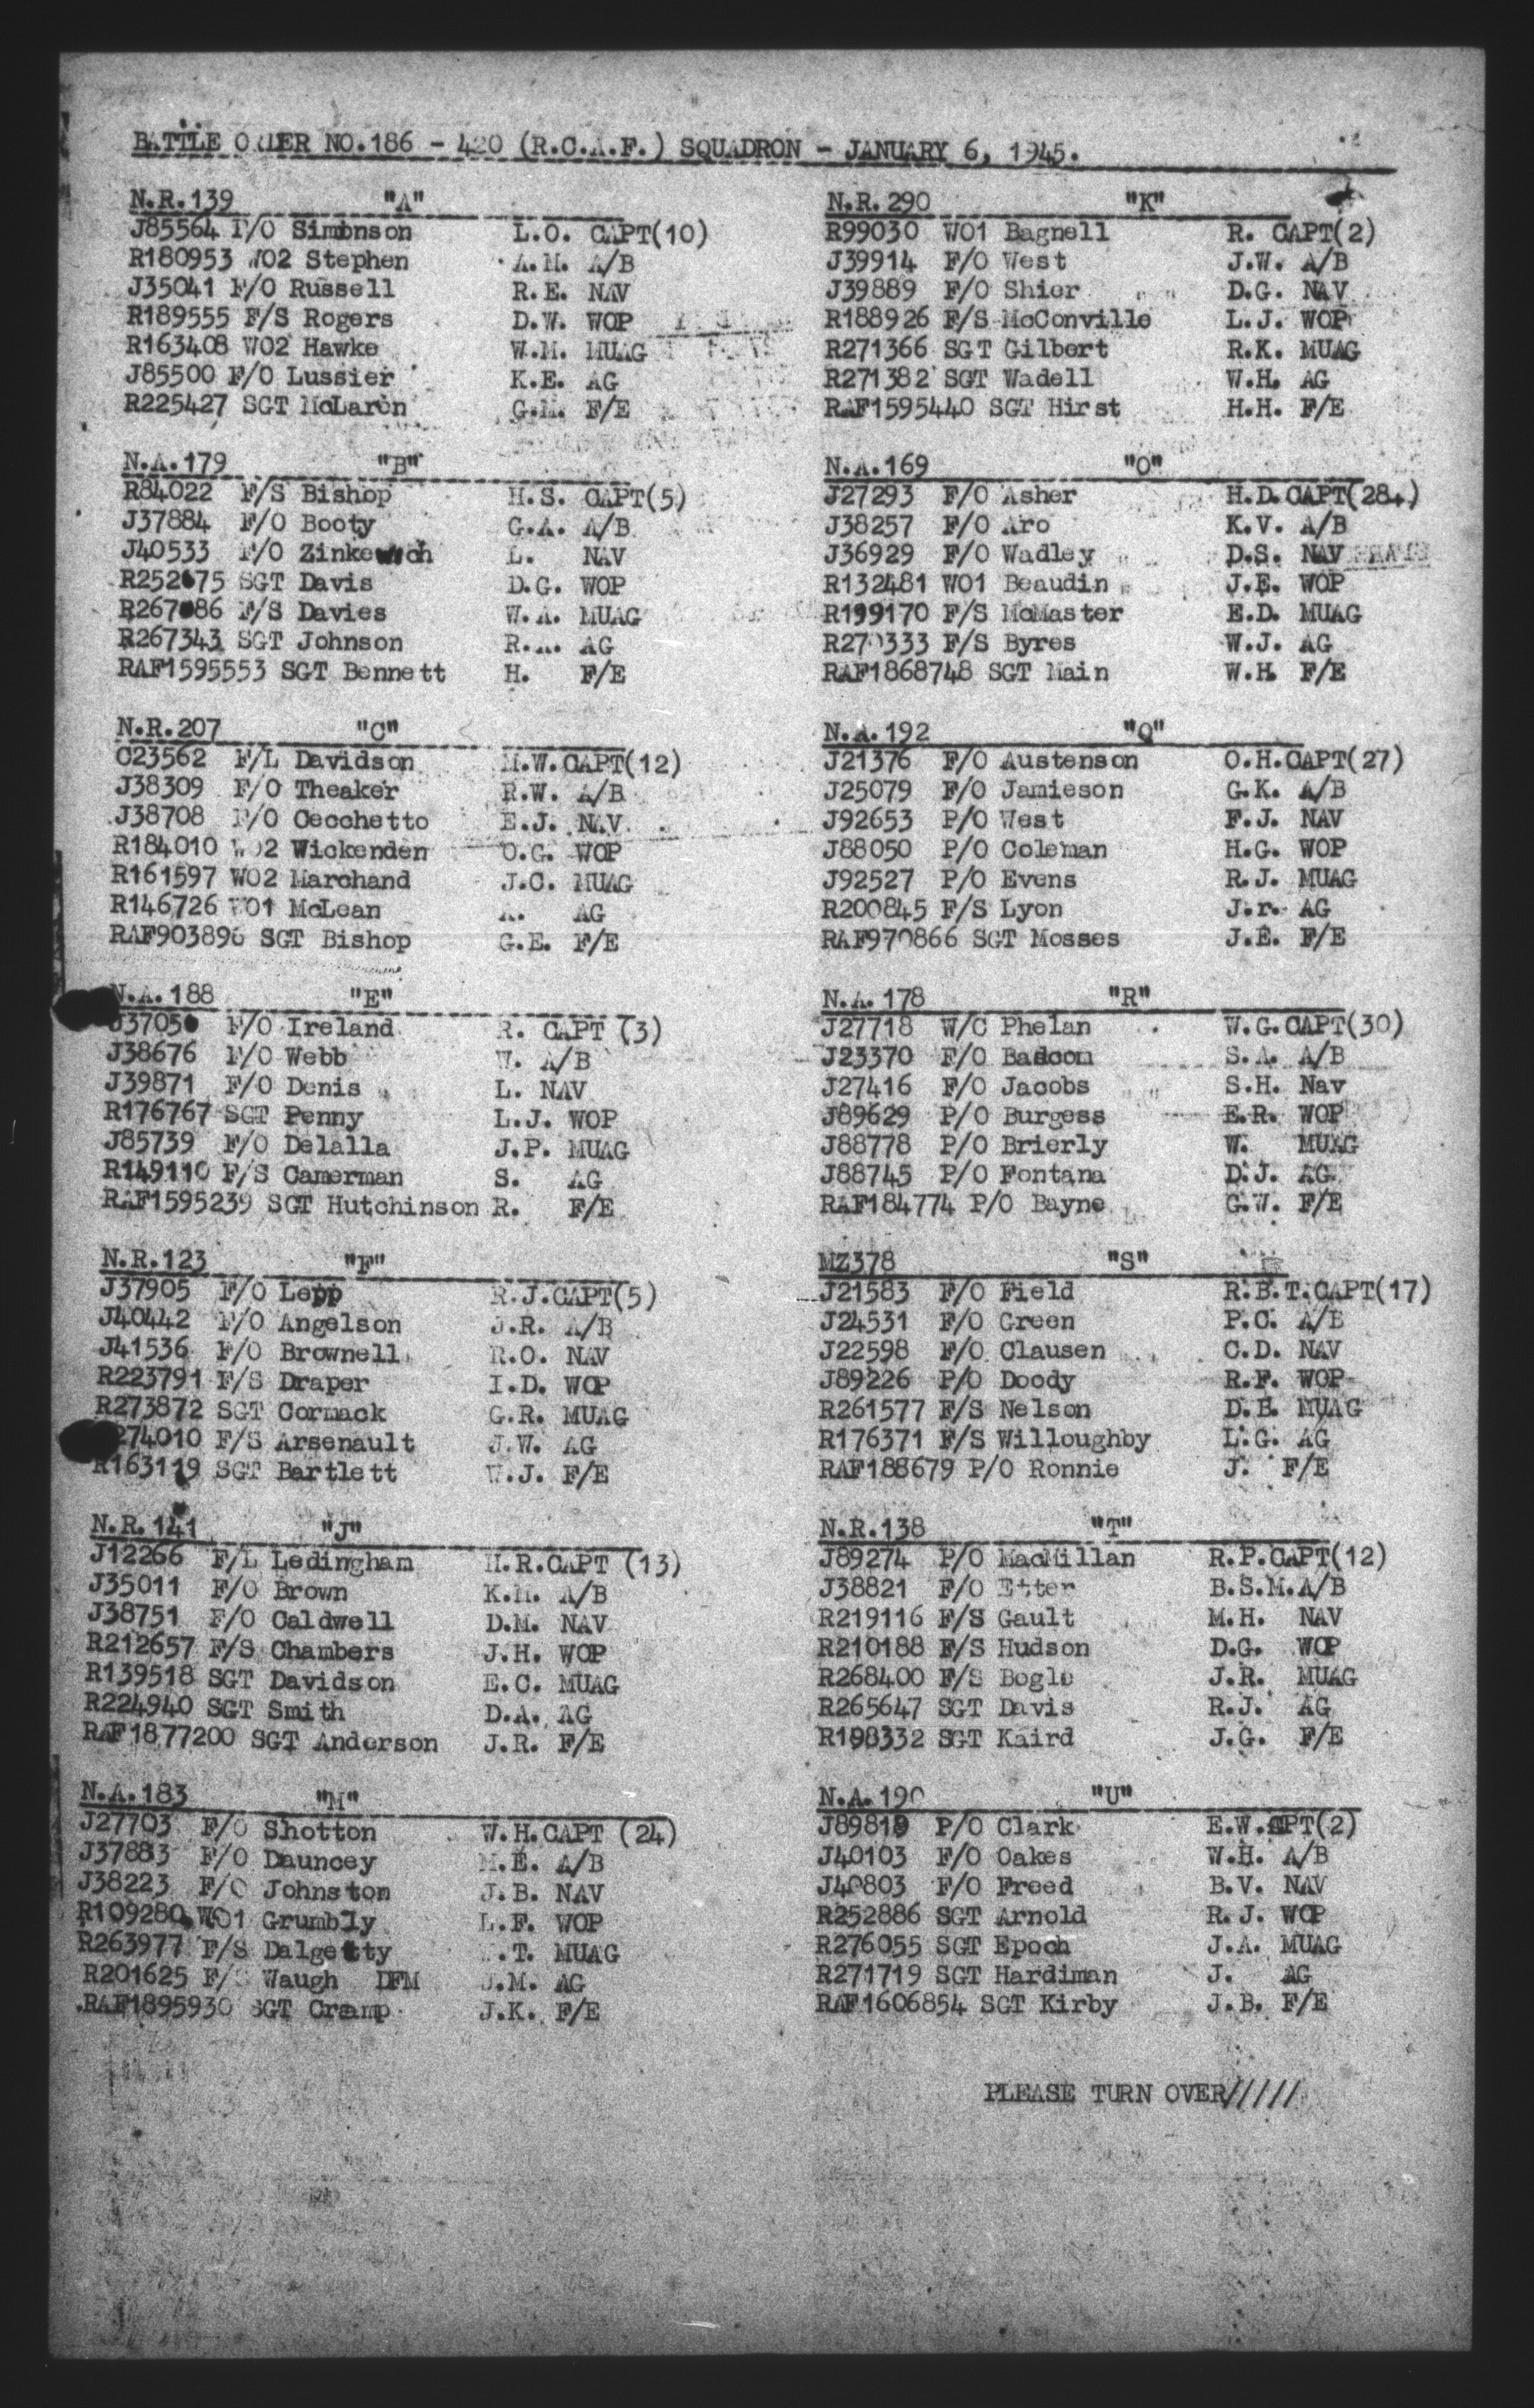 BATTLE ORDER NO.186 - 420 (R.C.A.F.) SQUADRON - JANUARY 6, 1945.
N.R.139 "A"
J85564 F/O Simonson L.O. CAPT(10)
R180953 WO2 Stephen A.M. A/B
J35041 F/O Russell R.E. NAV
R189555 F/S Rogers D.W. WOP
R163408 WO2 Hawke W.M. MUAG
J85500 F/O Lussier K.E. AG
R225427 SGT McLaren G.M. F/E
N.A.179 "B"
R84022 F/S Bishop H.S. CAPT(5)
J37884 F/O Booty G.A. A/B
J40533 F/O L. NAV
SGT Davis D.G. WOP
F/S Davies W.A. MUAG
R267343 SGT Johnson R.A. AG
RAF1595553 SGT Bennett H. F/E
N.R.207 "C"
C23562 F/L Davidson M.W.CAPT(12)
J38309 F/O Theaker R.W. A/B
J38708 F/O Cecchetto E.J. NAV
R184010 WO2 Wickenden O.G. WOP
R161597 WO2 Marchand J.C. MUAG
R146726 WO1 McLean A. AG
RAF903896 SGT Bishop G.E. F/E
N.A.188 "E"
F/O Ireland R. CAPT (3)
J38676 F/O Webb W. A/B
J39871 F/O Denis L. NAV
R176767 SGT Penny L.J. WOP
J85739 F/O Delalla J.P. MUAG
R149110 F/S Camerman S. AG
RAF1595239 SGT Hutchinson R. F/E
N.R.123 "F"
J37905 F/O Lepp R.J.CAPT(5)
J40442 F/O Angelson J.R. A/B
J41536 F/O Brownell R.O. NAV
R223791 F/S Draper I.D. WOP
R273872 SGT Cormack G.R. MUAG
274010 F/S Arsenault J.W. AG
R163119 SGT Bartlett W.J. F/E
N.R.141 "J"
J12266 F/L Ledingham H.R.CAPT (13)
J35011 F/O Brown K.M. A/B
J38751 F/O Caldwell D.M. NAV
R212657 F/S Chambers J.H. WOP
R139518 SGT Davidson E.C. MUAG
R224940 SGT Smith D.A. AG
RAF1877200 SGT Anderson J.R. F/E
N.A.183 "M"
J27703 F/O Shotton W.H.CAPT (24)
J37883 F/O Dauncey M.E. A/B
J38223 F/O Johnston J.B. NAV
R109280 WO1 Grumbly L.F. WOP
R263977 F/S Dalgetty .T. MUAG
R201625 F/S Waugh DFM J.M. AG
RAF1895930 SGT Cramp J.K. F/E
N.R.290 "K"
R99030 WO1 Bagnell R. CAPT(2)
J39914 F/O West J.W. A/B
J39889 F/O Shier D.G. NAV
R188926 F/S McConville L.J. WOP
R271366 SGT Gilbert R.K. MUAG
R271382 SGT Wadell W.H. AG
RAF1595440 SGT Hirst H.H. F/E
N.A.169 "O"
J27293 F/O Asher H.D.CAPT(28.)
J38257 F/O Aro K.V. A/B
J36929 F/O Wadley D.S. NAV
R132481 WO1 Beaudin J.E. WOP
R199170 F/S McMaster E.D. MUAG
R270333 F/S Byres W.J. AG
RAF1868748 SGT Main W.H. F/E
N.A.192 "Q"
J21376 F/O Austenson O.H.CAPT(27)
J25079 F/O Jamieson G.K. A/B
J92653 P/O West F.J. NAV
J88050 P/O Coleman H.G. WOP
J92527 P/O Evens R.J. MUAG
R200845 F/S Lyon J.r. AG
RAF970866 SGT Mosses J.E. F/E
N.A.178 "R"
J27718 W/C Phelan W.G.CAPT(30)
J23370 F/O Bascom S.A. A/B
J27416 F/O Jacobs S.H. Nav
J89629 P/O Burgess E.R. WOP
J88778 P/O Brierly W. MUAG
J88745 P/O Fontana D.J. AG
RAF184774 P/O Bayne G.W. F/E
MZ378 "S"
J21583 F/O Field R.B.T.CAPT(17)
J24531 F/O Green P.C. A/B
J22598 F/O Clausen C.D. NAV
J89226 P/O Doody R.F. WOP
R261577 F/S Nelson D.B. MUAG
R176371 F/S Willoughby L.G. AG
RAF188679 P/O Ronnie J. F/E
N.R.138 "T"
J89274 P/O MacMillan R.P.CAPT(12)
J38821 F/O Etter B.S.M.A/B
R219116 F/S Gault M.H. NAV
R210188 F/S Hudson D.G. WOP
R268400 F/S Bogle J.R. MUAG
R265647 SGT Davis R.J. AG
R198332 SGT Kaird J.G. F/E
N.A.190 "U"
P/O Clark E.W.CPT(2)
J40103 F/O Oakes W.H. A/B
J40803 F/O Freed B.V. NAV
R252886 SGT Arnold R.J. WOP
R276055 SGT Epoch J.A. MUAG
R271719 SGT Hardiman J. AG
RAF1606854 SGT Kirby J.B. F/E
PLEASE TURN OVER/////